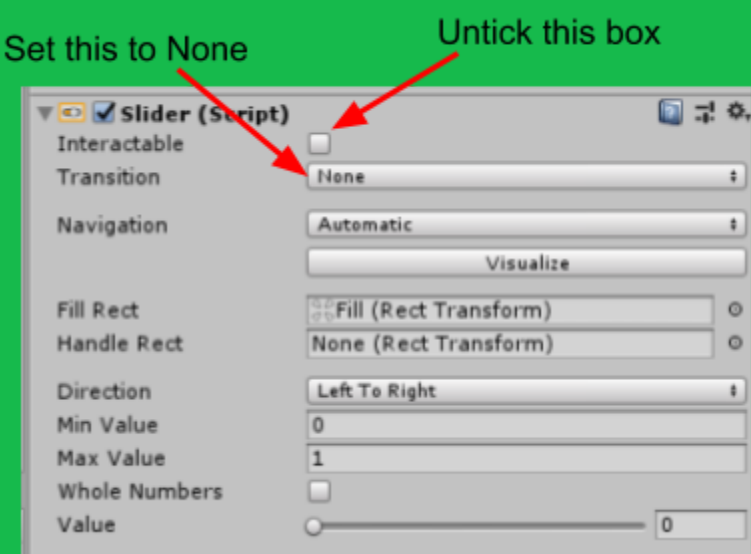 Set this to None
Untick this box
Slider (Script)
Interactable
Transition None
Navigation Automatic
Visualize
Fill Rect Fill (Rect Transform)
Handle Rect None (Rect Transform)
Direction Left To Right
Min Value 0
Max Value 1
Whole Numbers
Value 0